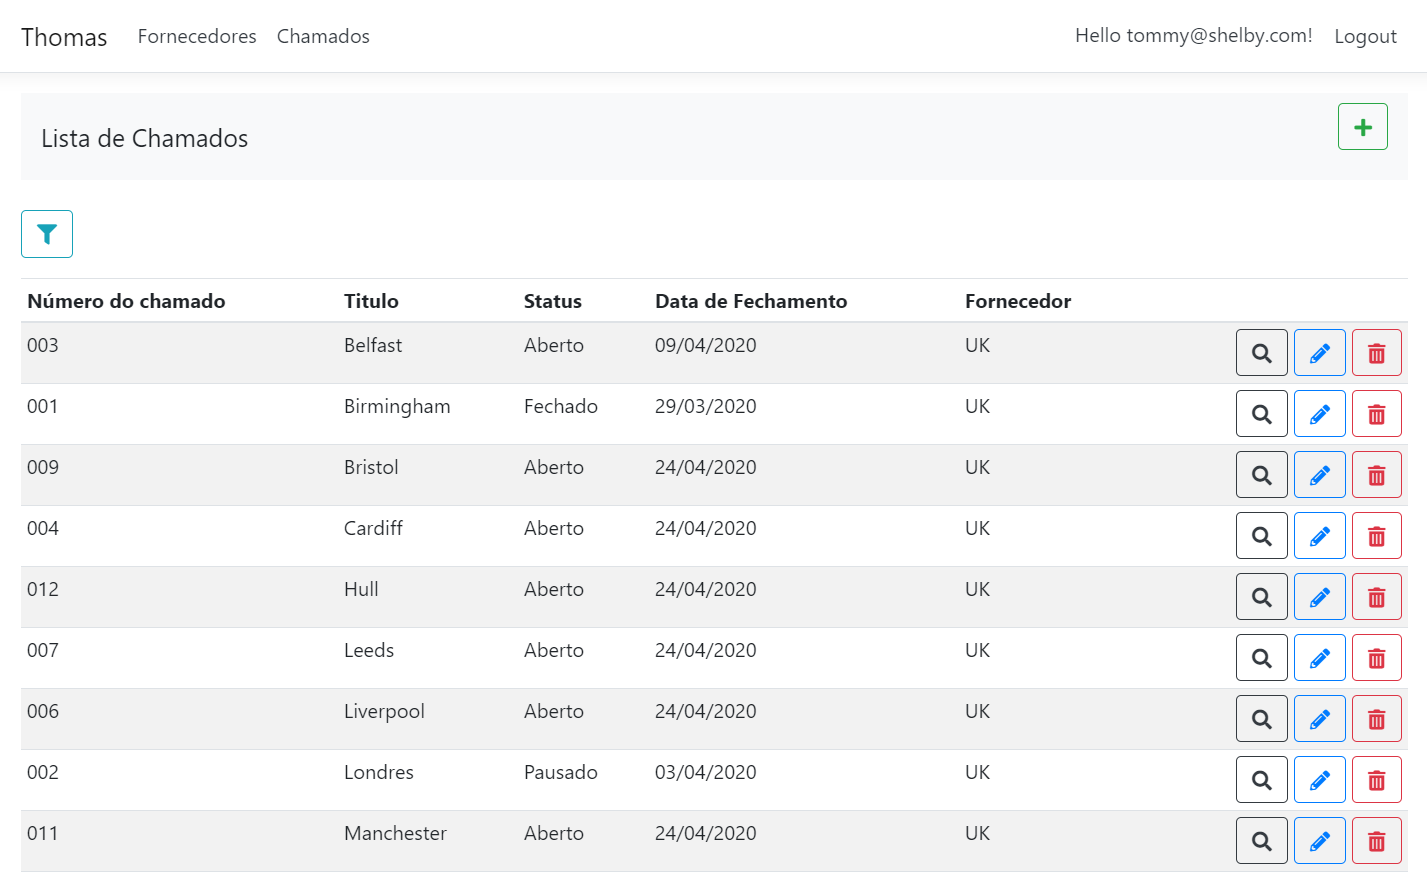 Thomas Fornecedores Chamados Hello tommy@shelby.com! Logout
Lista de Chamados
Número do chamado Titulo Status Data de Fechamento Fornecedor
003 Belfast Aberto 09/04/2020 UK
001 Birmingham Fechado 29/03/2020 UK
009 Bristol Aberto 24/04/2020 UK
004 Cardiff Aberto 24/04/2020 UK
012 Hull Aberto 24/04/2020 UK
007 Leeds Aberto 24/04/2020 UK
006 Liverpool Aberto 24/04/2020 UK
002 Londres Pausado 03/04/2020 UK
011 Manchester Aberto 24/04/2020 UK